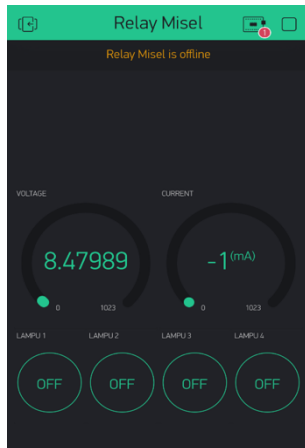 Relay Misel
1
Relay Misel is offline
VOLTAGE CURRENT
8.47989 -1(mA)
0 1023 0 1023
LAMPU 1 LAMPU 2 LAMPU 3 LAMPU 4
OFF OFF OFF OFF